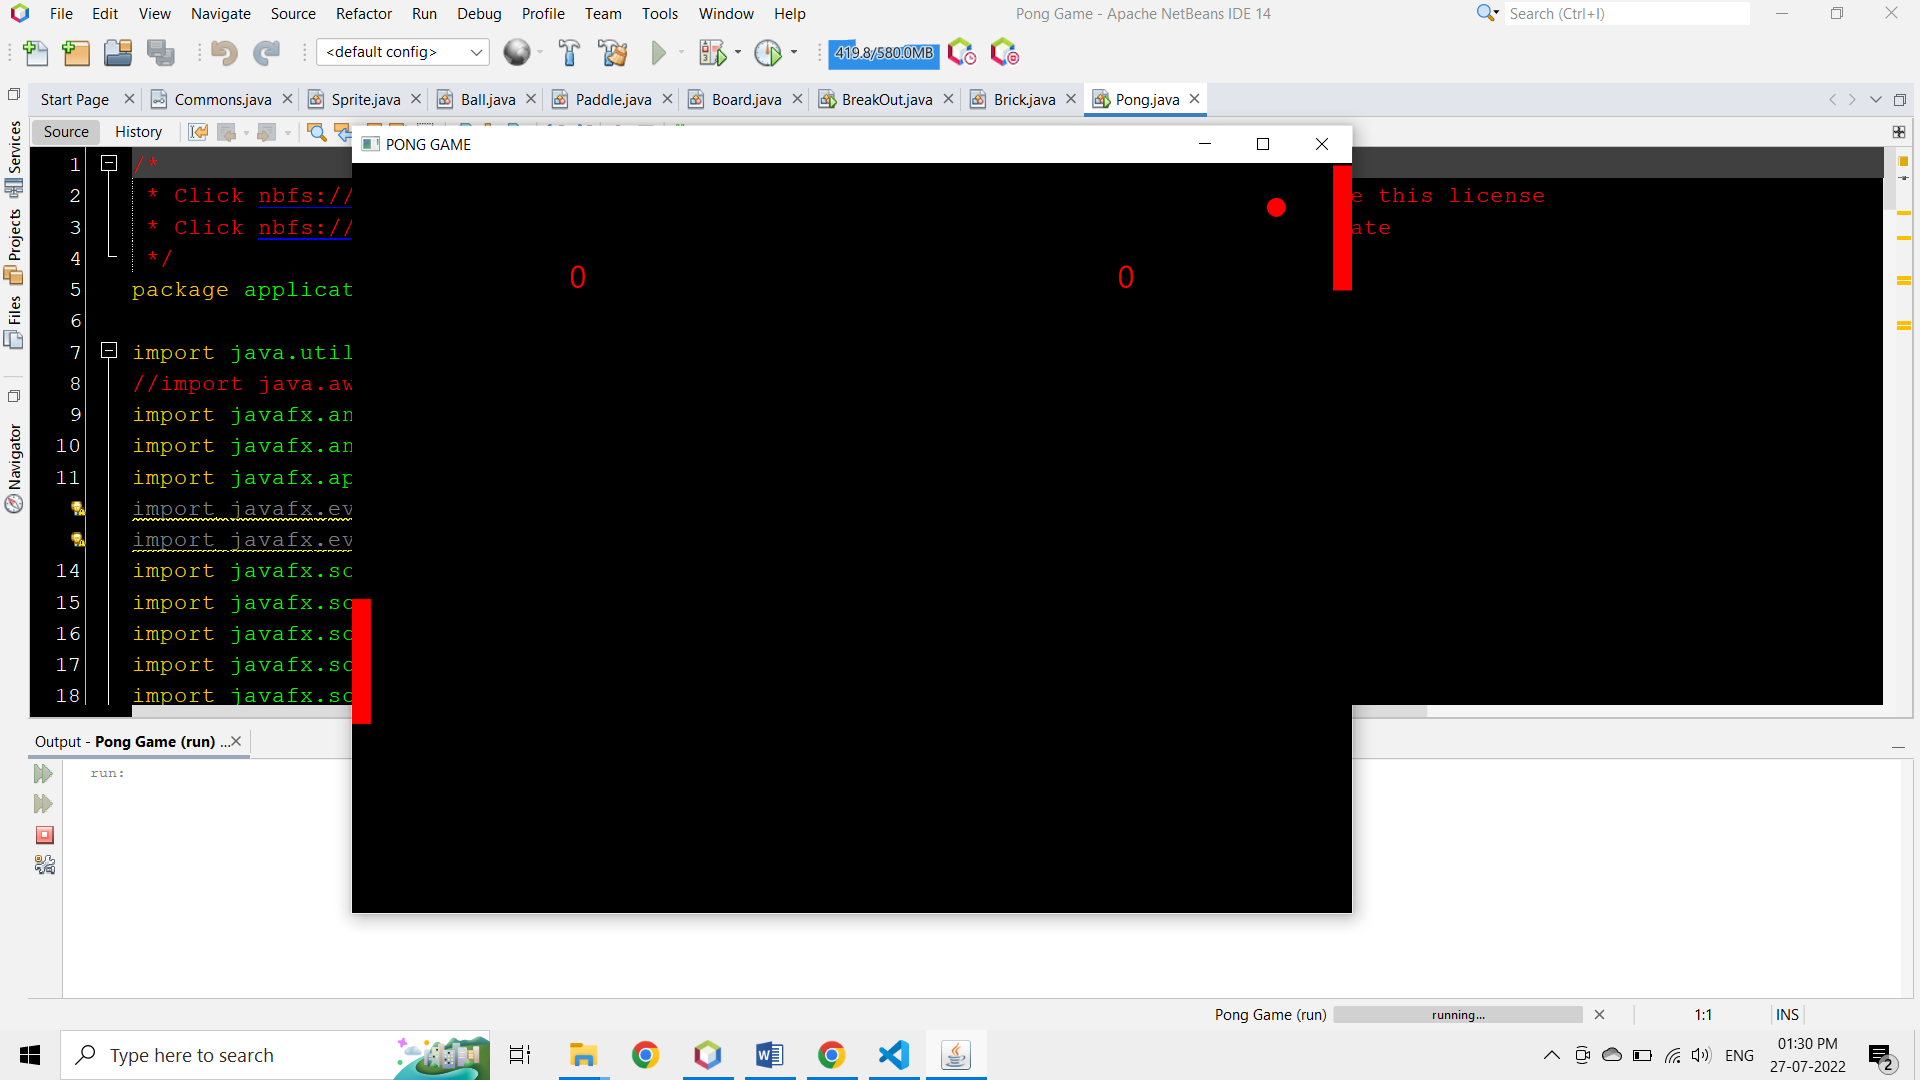 File Edit View Navigate Source Refactor Run Debug Profile Team Tools Window Help
Pong Game - Apache NetBeans IDE 14
Search (Ctrl+I)
<default config>
419.8/580.0MB
Start Page
Commons.java
Sprite.java
Ball.java
Paddle.java
Board.java
BreakOut.java
Brick.java
Pong.java
Source
History
Services
Projects
Files
Navigator
PONG GAME
0
0
1 /*
2 * Click nbfs:// this license
3 * Click nbfs://
4 */
5 package applicat
6
7 import java.util
8 //import java.aw
9 import javafx.an
10 import javafx.an
11 import javafx.ap
import javafx.ev
import javafx.ev
14 import javafx.sc
15 import javafx.sc
16 import javafx.sc
17 import javafx.sc
18 import javafx.sc
Output - Pong Game (run) ...
run:
Pong Game (run)
running...
1:1
INS
Type here to search
ENG
01:30 PM
27-07-2022
2